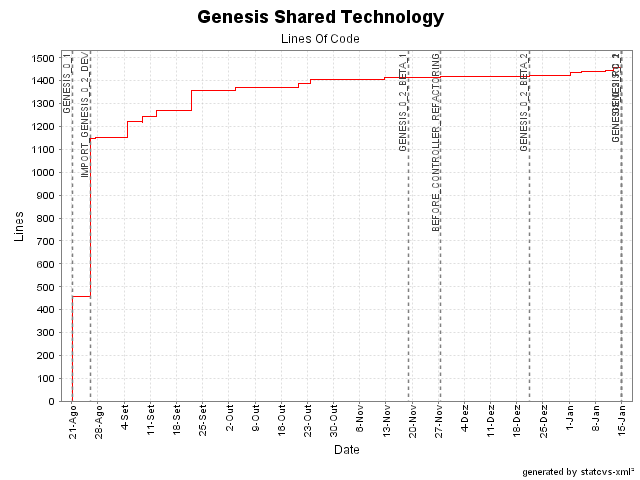 Genesis Shared Technology
Lines Of Code
Lines
1500
1400
1300
1200
1100
1000
900
800
700
600
500
400
300
200
100
0
GENESIS_0_1
IMPORT_GENESIS_0_2_DEV
GENESIS_0_2_BETA_1
BEFORE_CONTROLLER_REFACTORING
GENESIS_0_2_BETA_2
21-Ago
28-Ago
4-Set
11-Set
18-Set
25-Set
2-Out
9-Out
16-Out
23-Out
30-Out
6-Nov
13-Nov
20-Nov
27-Nov
4-Dez
11-Dez
18-Dez
25-Dez
1-Jan
8-Jan
15-Jan
Date
generated by statcvs-xml²